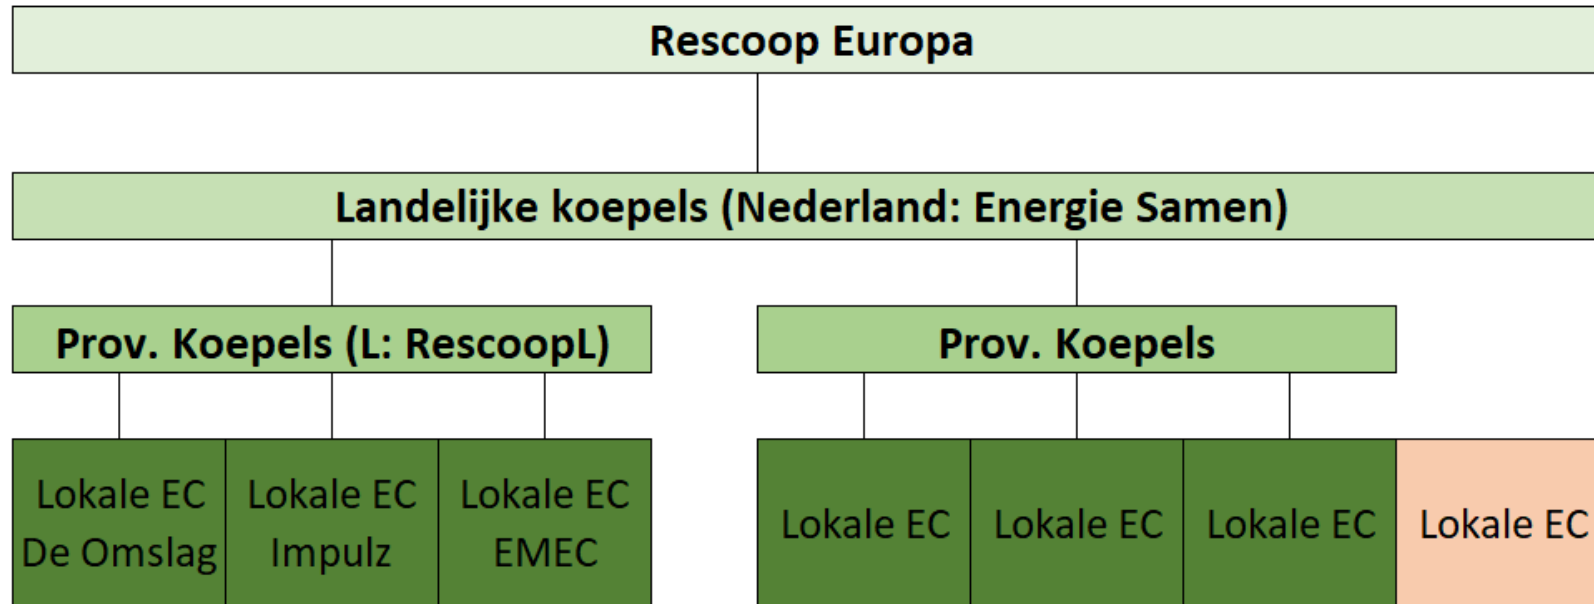 Rescoop Europa
Landelijke koepels (Nederland: Energie Samen)
Prov. Koepels (L: RescoopL)
Prov. Koepels
Lokale EC
De Omslag
Lokale EC
Impulz
Lokale EC
EMEC
Lokale EC
Lokale EC
Lokale EC
Lokale EC